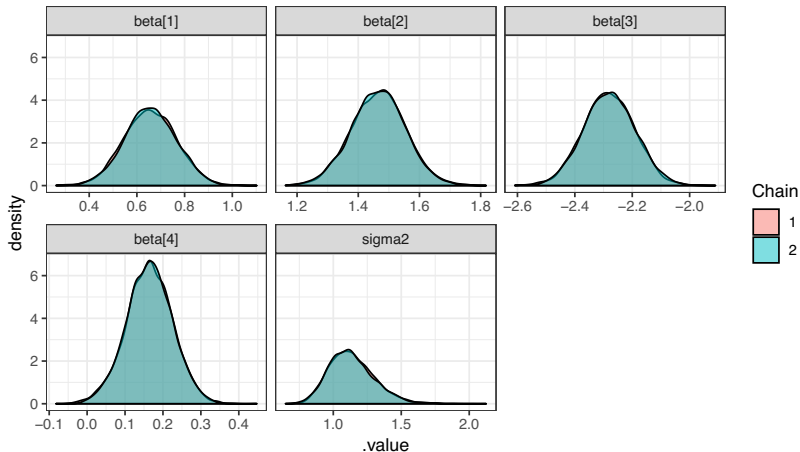 beta[1] beta[2] beta[3]
6
4
2
0
0.4 0.6 0.8 1.0 1.2 1.4 1.6 1.8 −2.6 −2.4 −2.2 −2.0
beta[4] sigma2
6
4
2
0
−0.1 0.0 0.1 0.2 0.3 0.4 1.0 1.5 2.0
.value
density
Chain
1
2